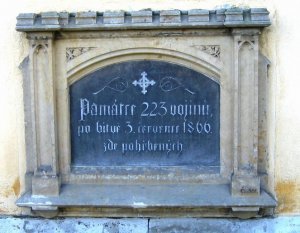 Památce 223 vojínů,
po bitvě 3. července 1866.
zde pohřbených.